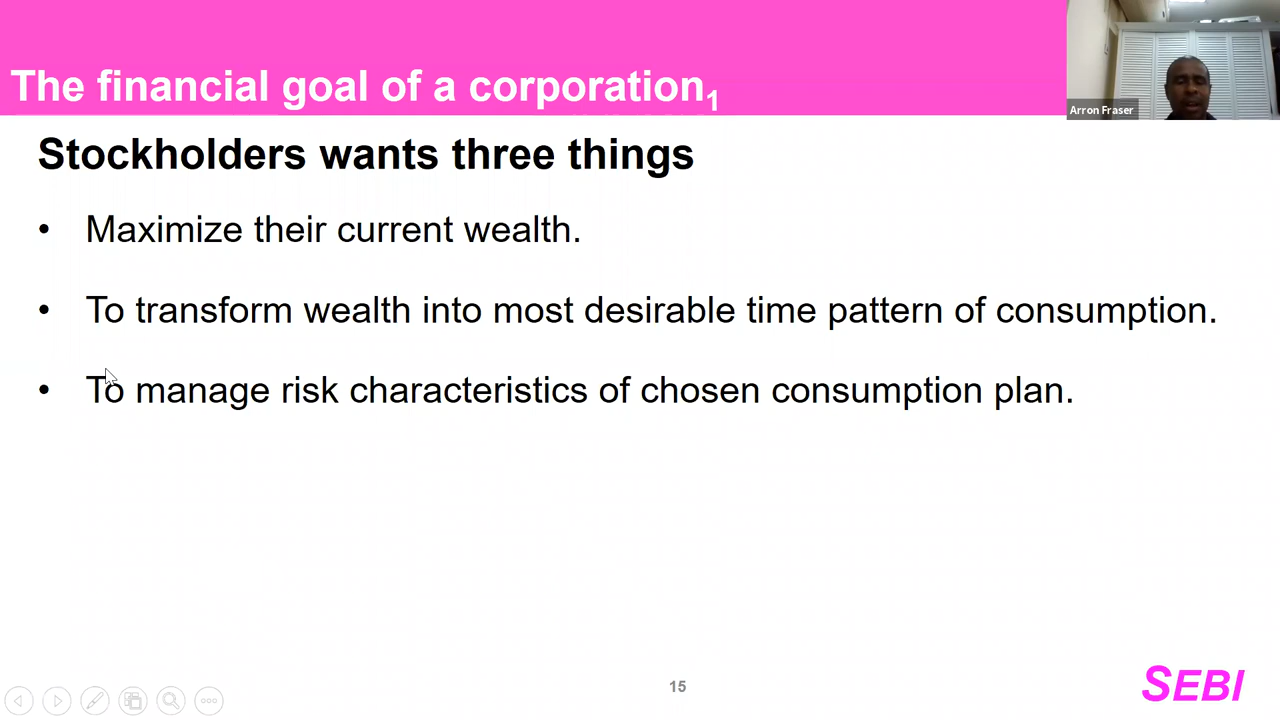 The financial goal of a corporation1
Arron Fraser
Stockholders wants three things
• Maximize their current wealth.
• To transform wealth into most desirable time pattern of consumption.
• To manage risk characteristics of chosen consumption plan.
15
SEBI